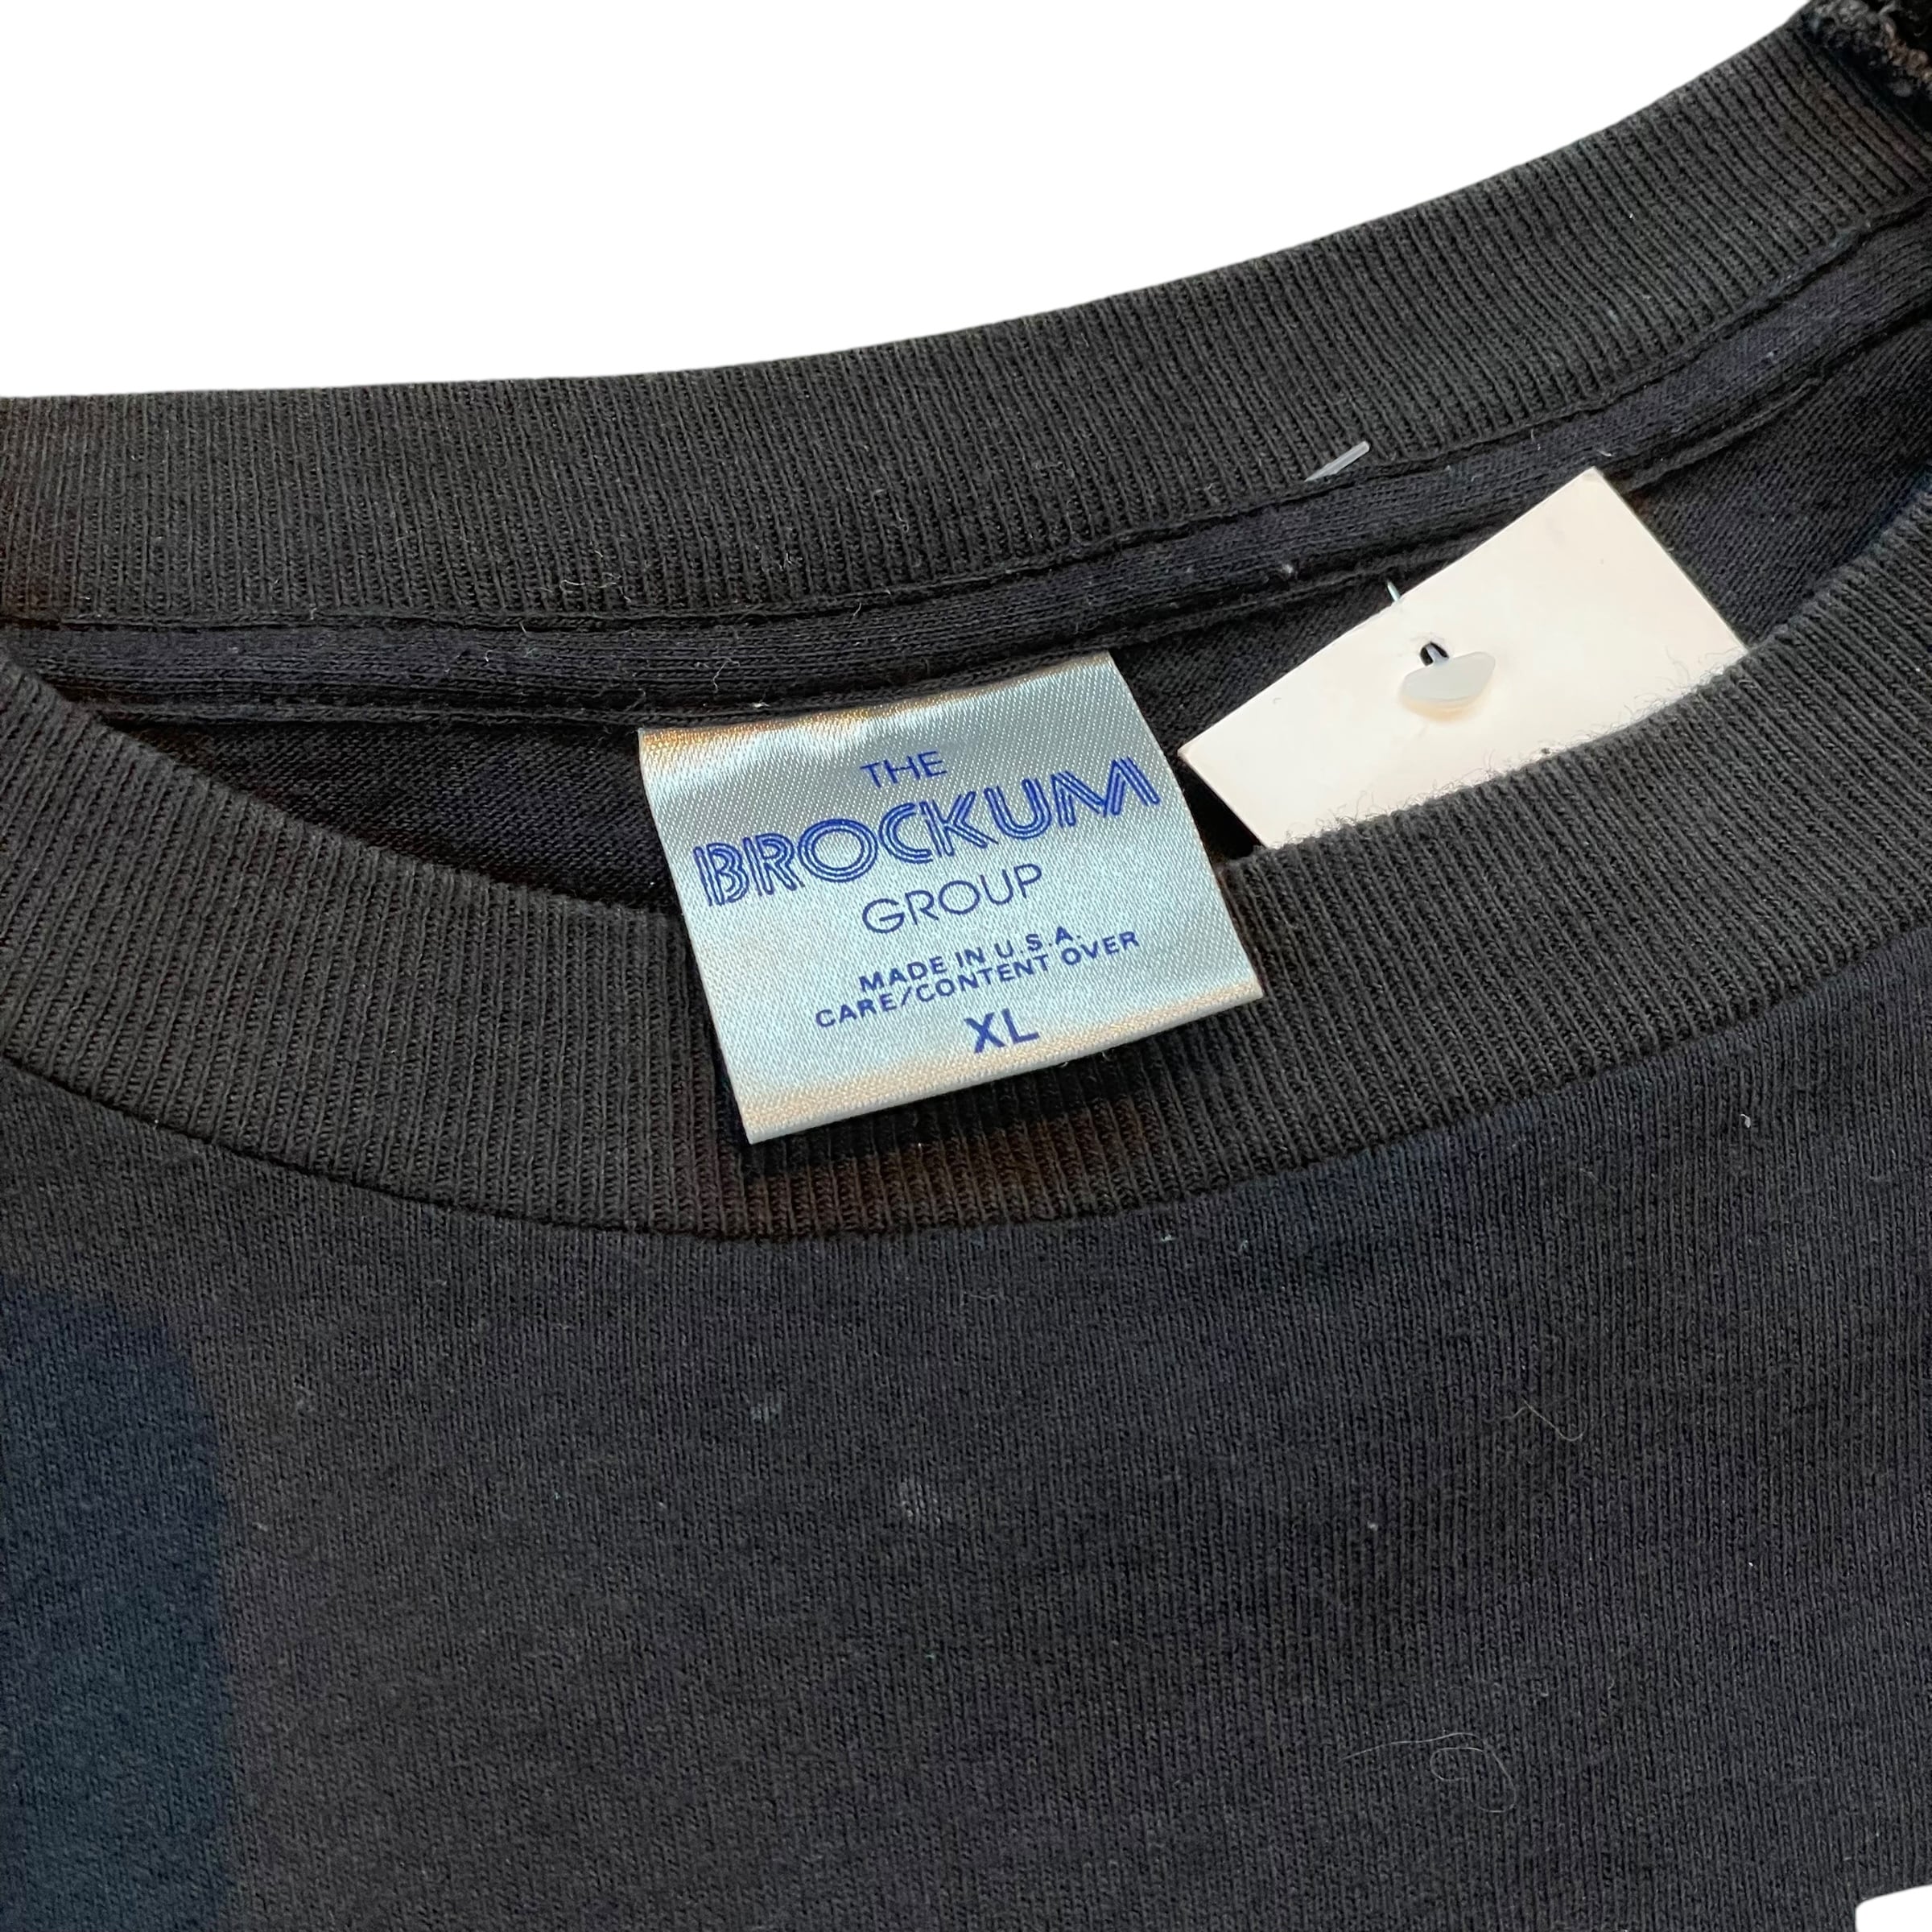 THE
BROCKUM
GROUP
MADE IN U.S.A.
CARE/CONTENT OVER
XL